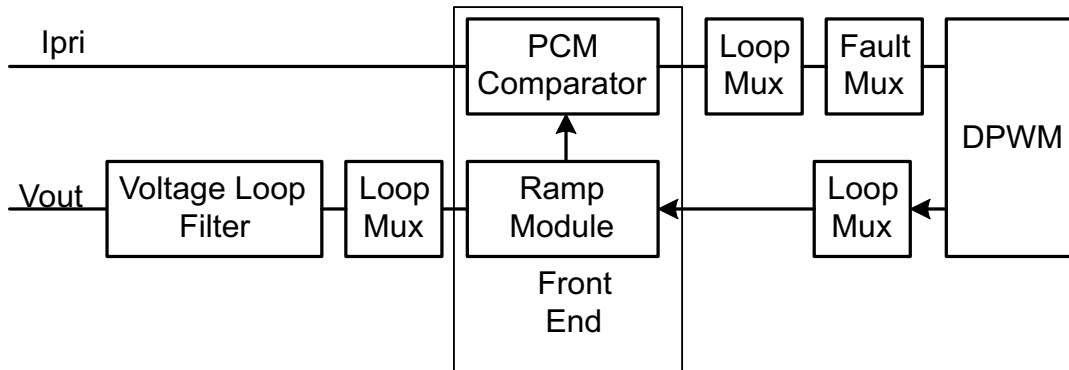 Ipri
PCM
Comparator
Loop
Mux
Fault
Mux
DPWM
Vout
Voltage Loop
Filter
Loop
Mux
Ramp
Module
Loop
Mux
Front
End